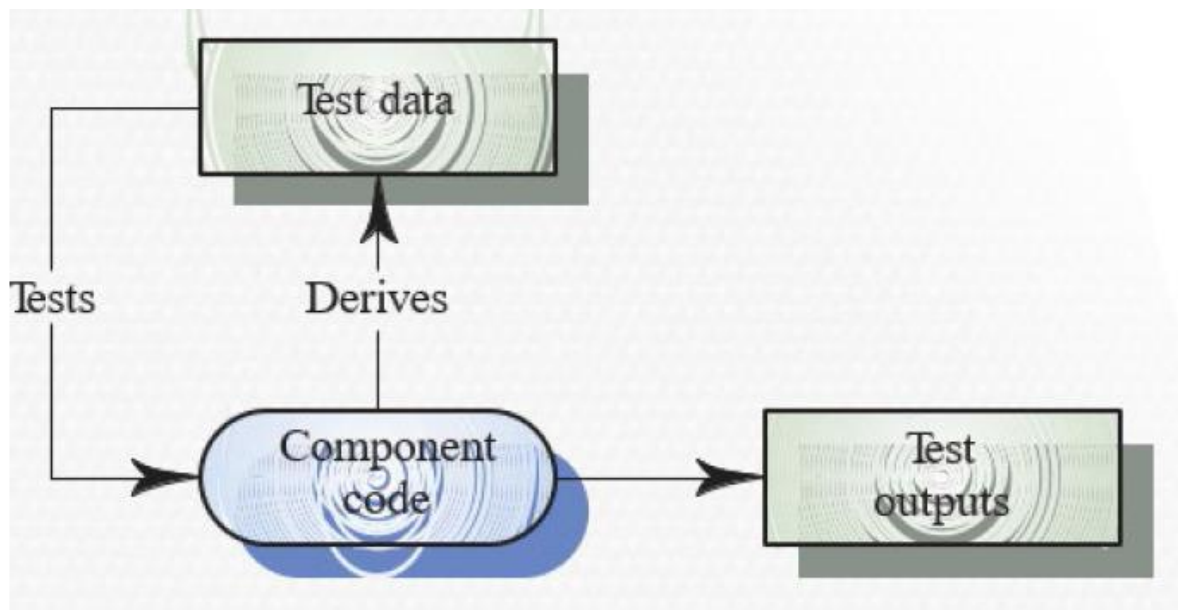 Test data
Tests
Derives
Component
code
Test
outputs